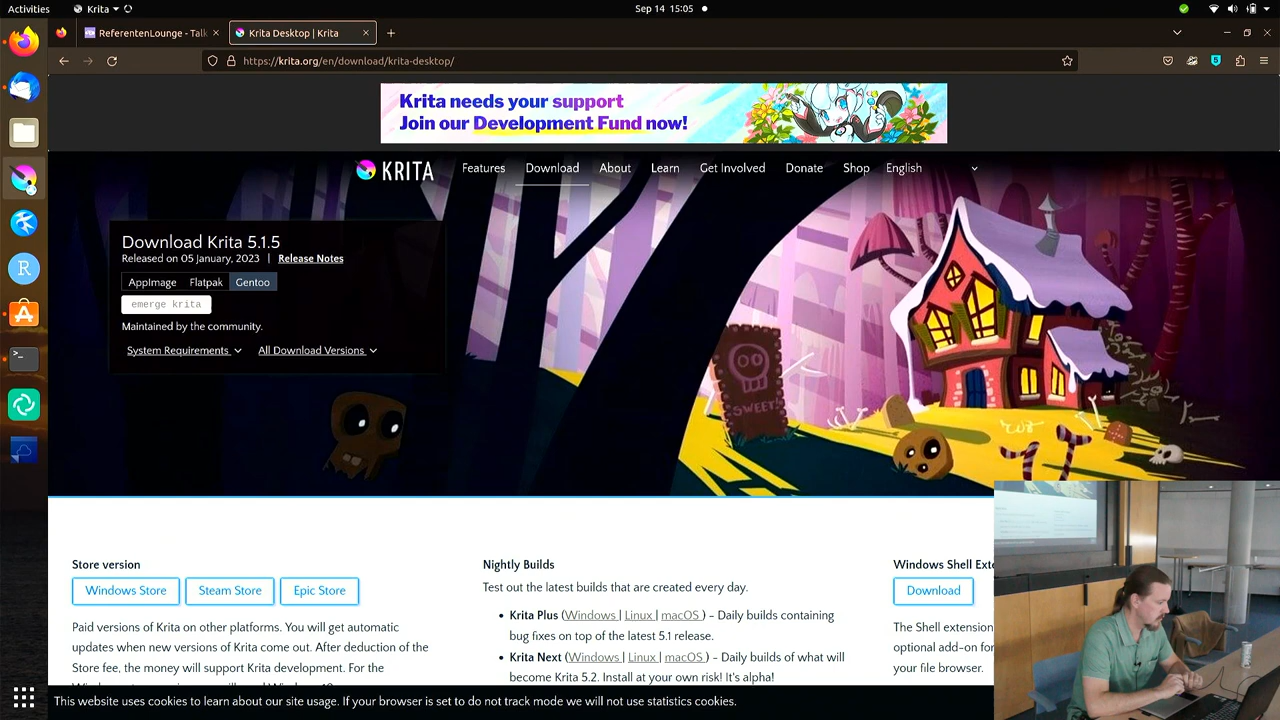 Activities
Krita
Sep 14 15:05
ReferentenLounge - Talk
Krita Desktop | Krita
https://krita.org/en/download/krita-desktop/
5
Krita needs your support
Join our Development Fund now!
KRITA
Features
Download
About
Learn
Get Involved
Donate
Shop
English
Download Krita 5.1.5
Released on 05 January, 2023 | Release Notes
AppImage
Flatpak
Gentoo
emerge krita
Maintained by the community.
System Requirements
All Download Versions
SWEET
R
Store version
Windows Store
Steam Store
Epic Store
Paid versions of Krita on other platforms. You will get automatic
updates when new versions of Krita come out. After deduction of the
Store fee, the money will support Krita development. For the
Nightly Builds
Test out the latest builds that are created every day.
• Krita Plus (Windows | Linux | macOS ) - Daily builds containing
bug fixes on top of the latest 5.1 release.
• Krita Next (Windows | Linux | macOS ) - Daily builds of what will
become Krita 5.2. Install at your own risk! It's alpha!
Windows Shell Exte
Download
The Shell extension
optional add-on for
your file browser.
This website uses cookies to learn about our site usage. If your browser is set to do not track mode we will not use statistics cookies.